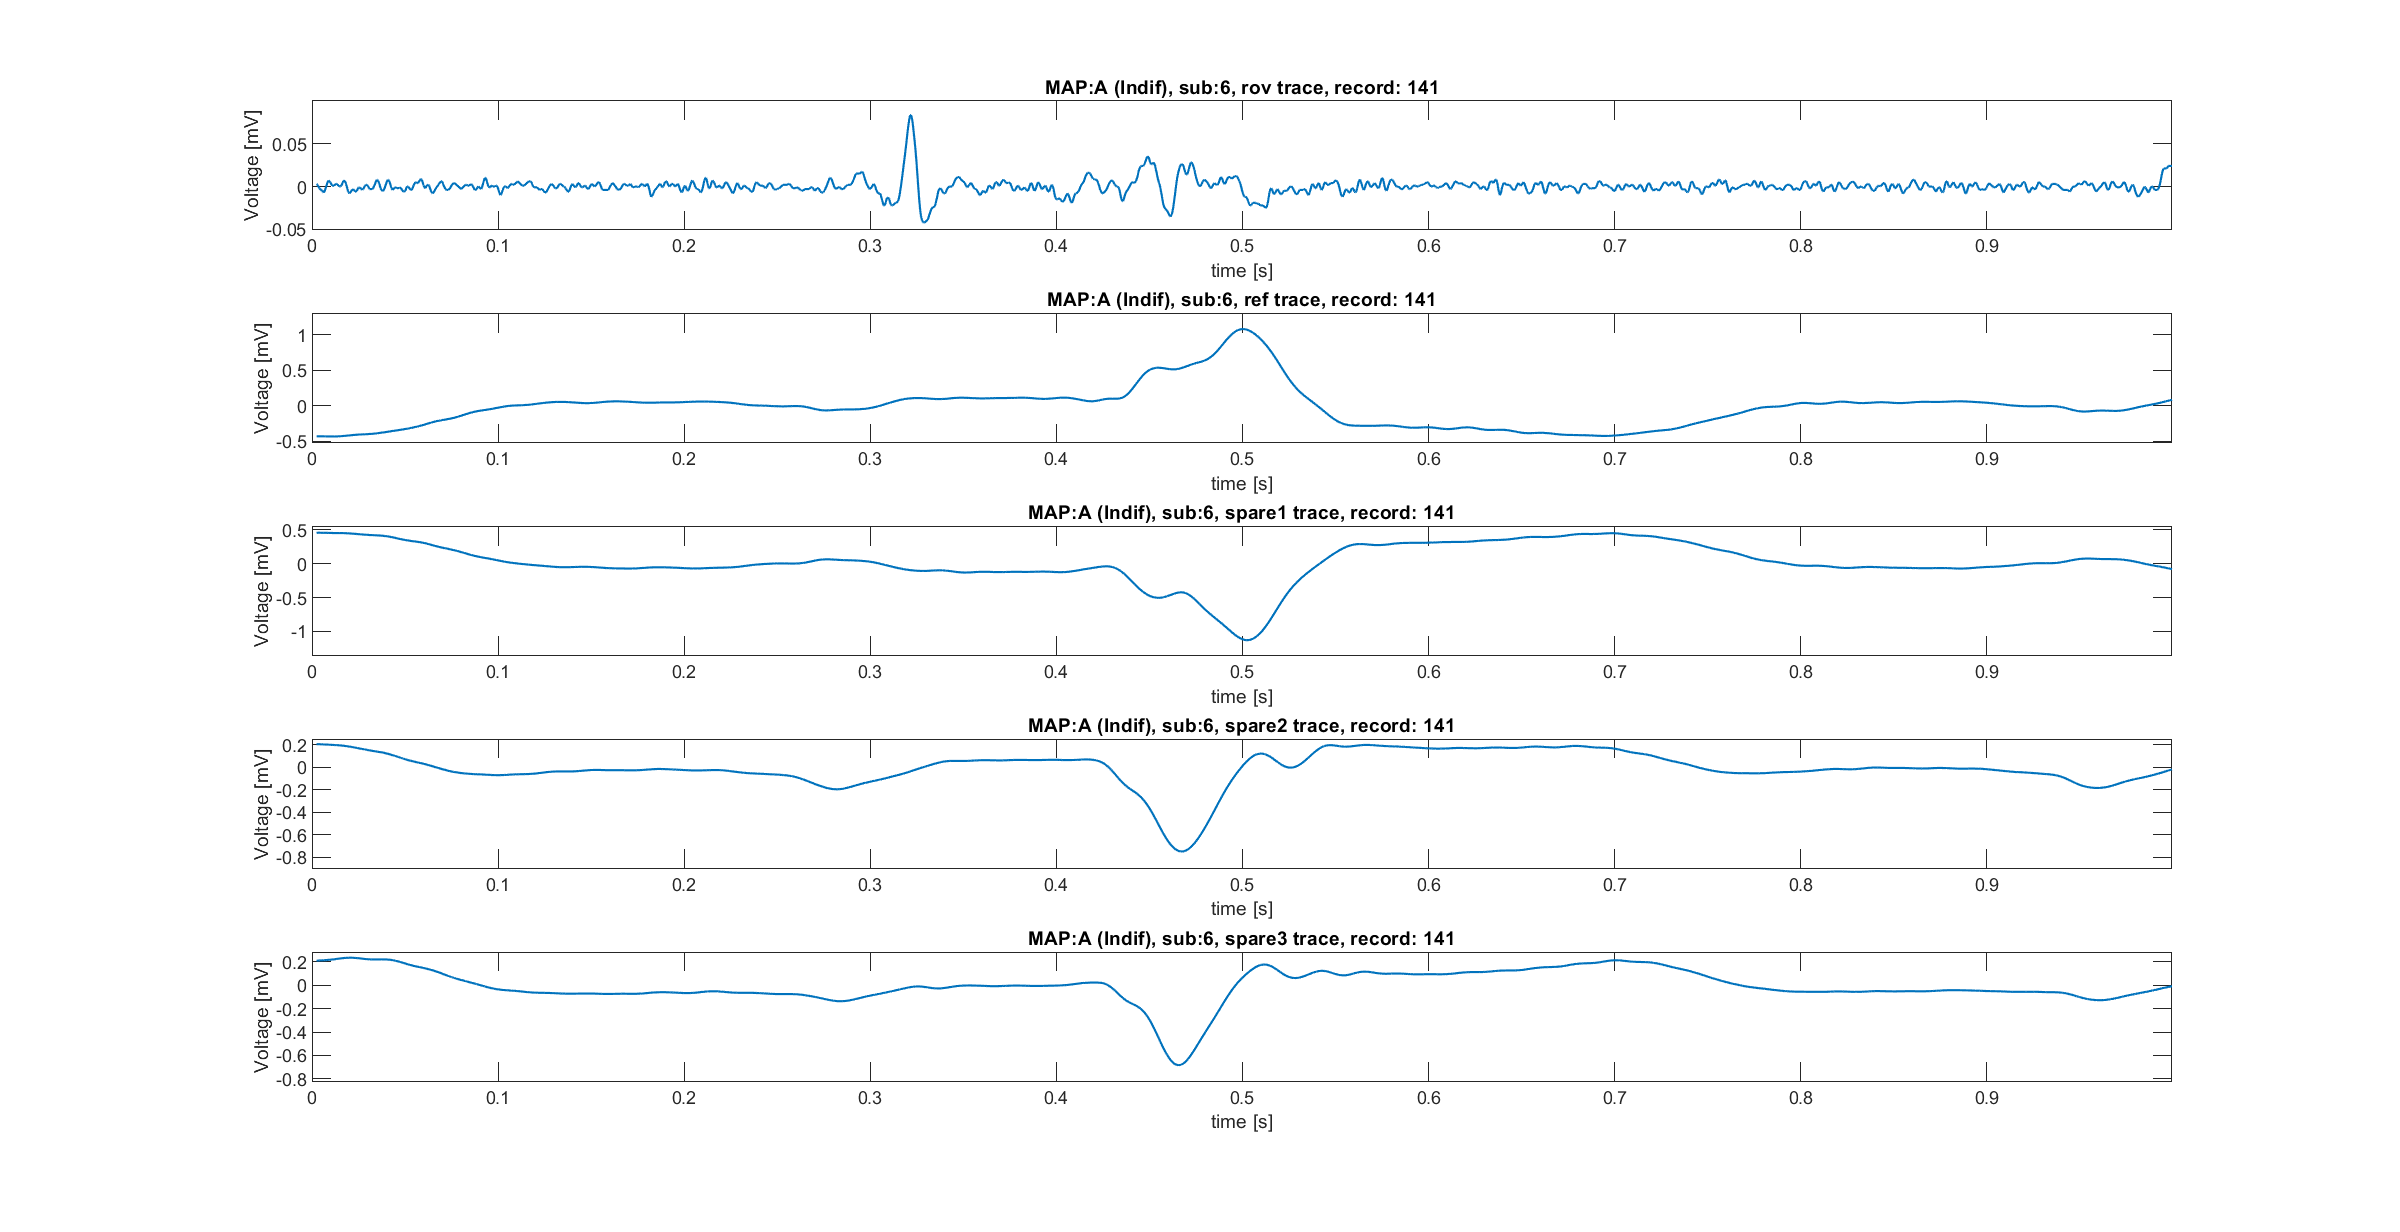 MAP:A (Indif), sub:6, rov trace, record: 141
Voltage [mV]
0.05
0
-0.05
0 0.1 0.2 0.3 0.4 0.5 0.6 0.7 0.8 0.9
time [s]
MAP:A (Indif), sub:6, ref trace, record: 141
Voltage [mV]
1
0.5
0
-0.5
0 0.1 0.2 0.3 0.4 0.5 0.6 0.7 0.8 0.9
time [s]
MAP:A (Indif), sub:6, spare1 trace, record: 141
Voltage [mV]
0.5
0
-0.5
-1
0 0.1 0.2 0.3 0.4 0.5 0.6 0.7 0.8 0.9
time [s]
MAP:A (Indif), sub:6, spare2 trace, record: 141
Voltage [mV]
0.2
0
-0.2
-0.4
-0.6
-0.8
0 0.1 0.2 0.3 0.4 0.5 0.6 0.7 0.8 0.9
time [s]
MAP:A (Indif), sub:6, spare3 trace, record: 141
Voltage [mV]
0.2
0
-0.2
-0.4
-0.6
-0.8
0 0.1 0.2 0.3 0.4 0.5 0.6 0.7 0.8 0.9
time [s]